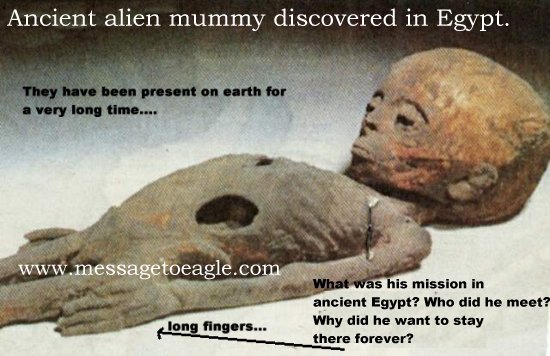 Ancient alien mummy discovered in Egypt.
They have been present on earth for
a very long time....
www.messagetoeagle.com
What was his mission in
ancient Egypt? Who did he meet?
Why did he want to stay
there forever?
long fingers...